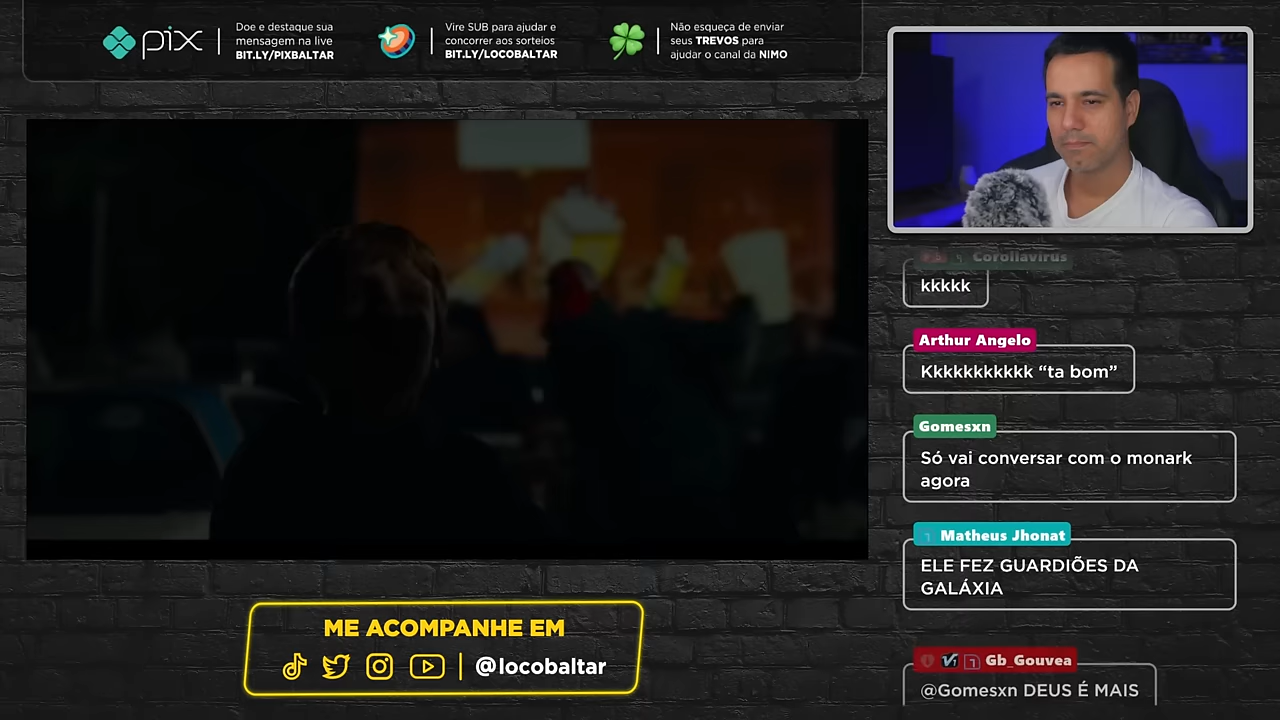 pix
Doe e destaque sua
mensagem na live
BIT.LY/PIXBALTAR
Vire SUB para ajudar e
concorrer aos sorteios
BIT.LY/LOCOBALTAR
Não esqueça de enviar
seus TREVOS para
ajudar o canal da NIMO
Corollavirus
kkkkk
Arthur Angelo
Kkkkkkkkkkk “ta bom”
Gomesxn
Só vai conversar com o monark
agora
1 Matheus Jhonat
ELE FEZ GUARDIÕES DA
GALÁXIA
Gb_Gouvea
@Gomesxn DEUS É MAIS
ME ACOMPANHE EM
@locobaltar